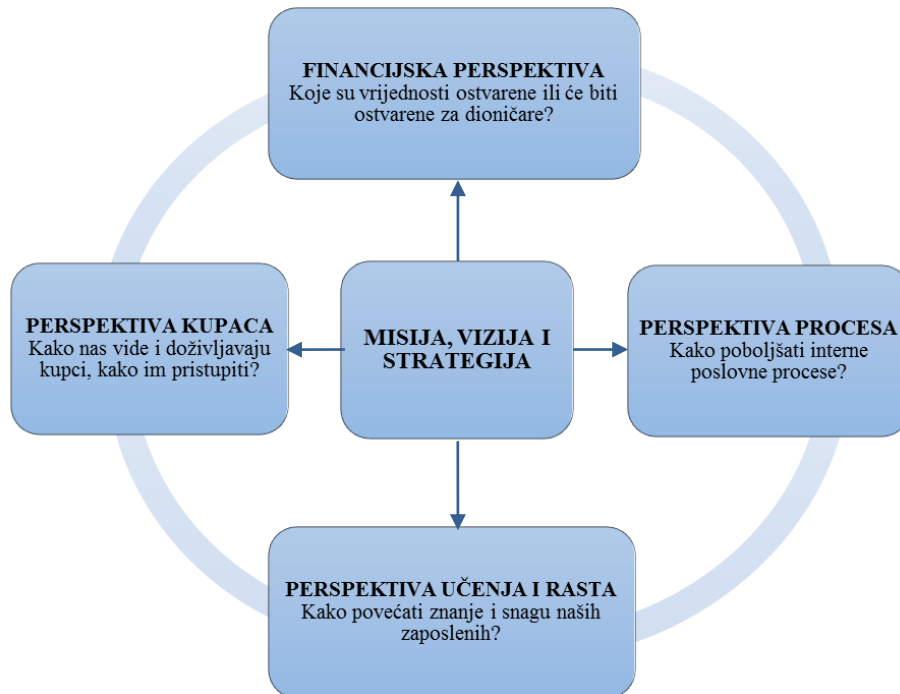 FINANCIJSKA PERSPEKTIVA
Koje su vrijednosti ostvarene ili će biti
ostvarene za dioničare?
PERSPEKTIVA KUPACA
Kako nas vide i doživljavaju
kupci, kako im pristupiti?
MISIJA, VIZIJA I
STRATEGIJA
PERSPEKTIVA PROCESA
Kako poboljšati interne
poslovne procese?
PERSPEKTIVA UČENJA I RASTA
Kako povećati znanje i snagu naših
zaposlenih?